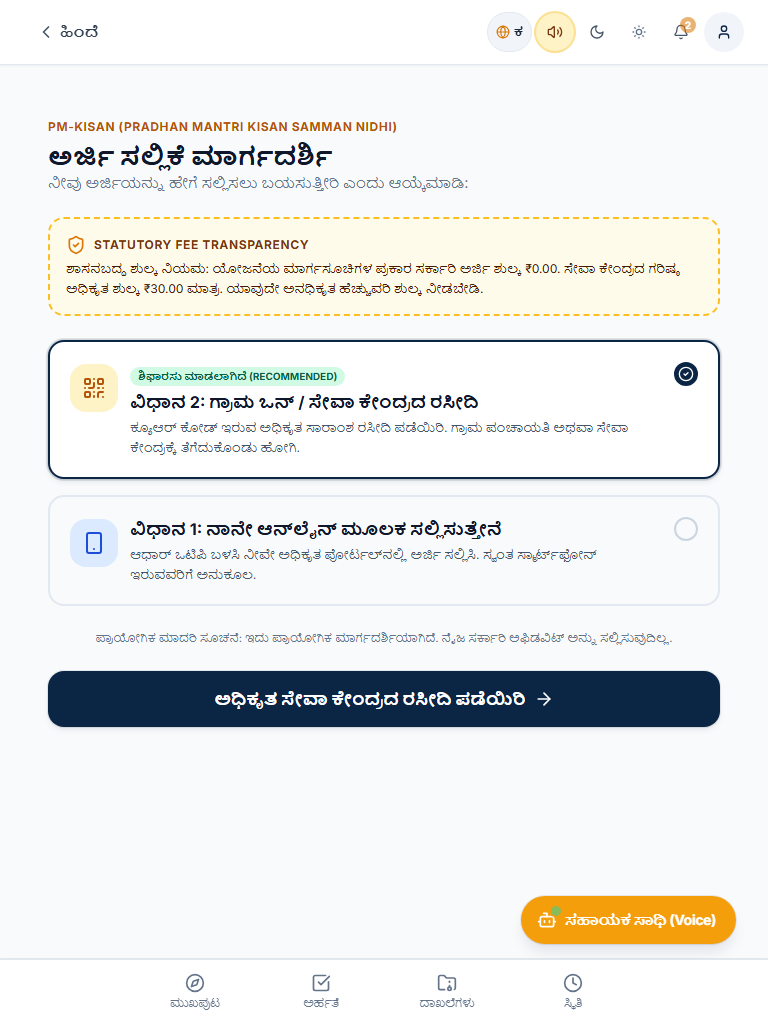 ಹಿಂದೆ
ಕ
2
PM-KISAN (PRADHAN MANTRI KISAN SAMMAN NIDHI)
ಅರ್ಜಿ ಸಲ್ಲಿಕೆ ಮಾರ್ಗದರ್ಶಿ
ನೀವು ಅರ್ಜಿಯನ್ನು ಹೇಗೆ ಸಲ್ಲಿಸಲು ಬಯಸುತ್ತೀರಿ ಎಂದು ಆಯ್ಕೆಮಾಡಿ:
STATUTORY FEE TRANSPARENCY
ಶಾಸನಬದ್ಧ ಶುಲ್ಕ ನಿಯಮ: ಯೋಜನೆಯ ಮಾರ್ಗಸೂಚಿಗಳ ಪ್ರಕಾರ ಸರ್ಕಾರಿ ಅರ್ಜಿ ಶುಲ್ಕ ₹0.00. ಸೇವಾ ಕೇಂದ್ರದ ಗರಿಷ್ಠ
ಅಧಿಕೃತ ಶುಲ್ಕ ₹30.00 ಮಾತ್ರ. ಯಾವುದೇ ಅನಧಿಕೃತ ಹೆಚ್ಚುವರಿ ಶುಲ್ಕ ನೀಡಬೇಡಿ.
ಶಿಫಾರಸು ಮಾಡಲಾಗಿದೆ (RECOMMENDED)
ವಿಧಾನ 2: ಗ್ರಾಮ ಒನ್ / ಸೇವಾ ಕೇಂದ್ರದ ರಸೀದಿ
ಕ್ಯೂಆರ್ ಕೋಡ್ ಇರುವ ಅಧಿಕೃತ ಸಾರಾಂಶ ರಸೀದಿ ಪಡೆಯಿರಿ. ಗ್ರಾಮ ಪಂಚಾಯತಿ ಅಥವಾ ಸೇವಾ
ಕೇಂದ್ರಕ್ಕೆ ತೆಗೆದುಕೊಂಡು ಹೋಗಿ.
ವಿಧಾನ 1: ನಾನೇ ಆನ್‌ಲೈನ್ ಮೂಲಕ ಸಲ್ಲಿಸುತ್ತೇನೆ
ಆಧಾರ್ ಒಟಿಪಿ ಬಳಸಿ ನೀವೇ ಅಧಿಕೃತ ಪೋರ್ಟಲ್‌ನಲ್ಲಿ ಅರ್ಜಿ ಸಲ್ಲಿಸಿ. ಸ್ವಂತ ಸ್ಮಾರ್ಟ್‌ಫೋನ್
ಇರುವವರಿಗೆ ಅನುಕೂಲ.
ಪ್ರಾಯೋಗಿಕ ಮಾದರಿ ಸೂಚನೆ: ಇದು ಪ್ರಾಯೋಗಿಕ ಮಾರ್ಗದರ್ಶಿಯಾಗಿದೆ. ನೈಜ ಸರ್ಕಾರಿ ಅಫಿಡವಿಟ್ ಅನ್ನು ಸಲ್ಲಿಸುವುದಿಲ್ಲ.
ಅಧಿಕೃತ ಸೇವಾ ಕೇಂದ್ರದ ರಸೀದಿ ಪಡೆಯಿರಿ
ಸಹಾಯಕ ಸಾಧಿ (Voice)
ಮುಖಪುಟ
ಅರ್ಹತೆ
ದಾಖಲೆಗಳು
ಸ್ಥಿತಿ